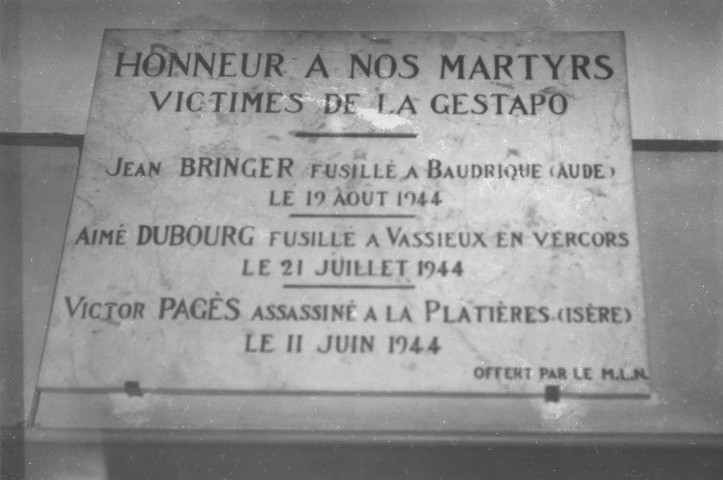 HONNEUR A NOS MARTYRS
VICTIMES DE LA GESTAPO
JEAN BRINGER FUSILLÉ A BAUDRIQUE (AUDE)
LE 19 AOUT 1944
AIMÉ DUBOURG FUSILLÉ A VASSIEUX EN VERCORS
LE 21 JUILLET 1944
VICTOR PAGÈS ASSASSINÉ A LA PLATIÈRES (ISÈRE)
LE 11 JUIN 1944
OFFERT PAR LE M.L.N.